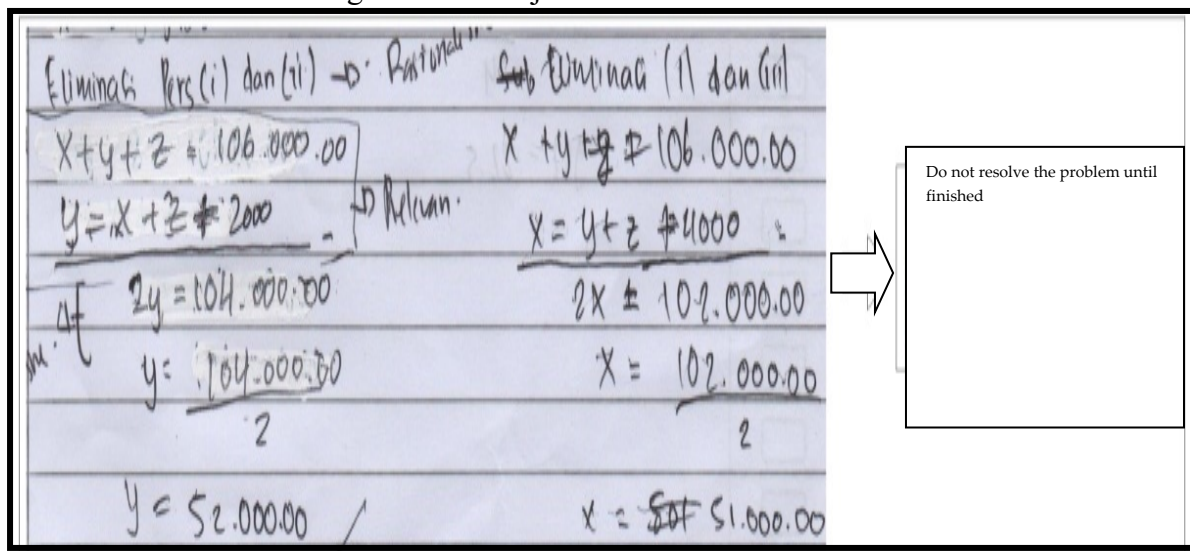 Eliminasi Pers (i) dan (ii) →
x + y + z = 106.000.00
y = x + z + 2000 -
→ Relevan.
2y = 104.000.00
y = 104.000.00
2
y = 52.000.00 /
Eliminasi (i) dan (iii)
x + y + z = 106.000.00
x = y + z + 4000 -
2x = 102.000.00
x = 102.000.00
2
x = 51.000.00
Do not resolve the problem until
finished